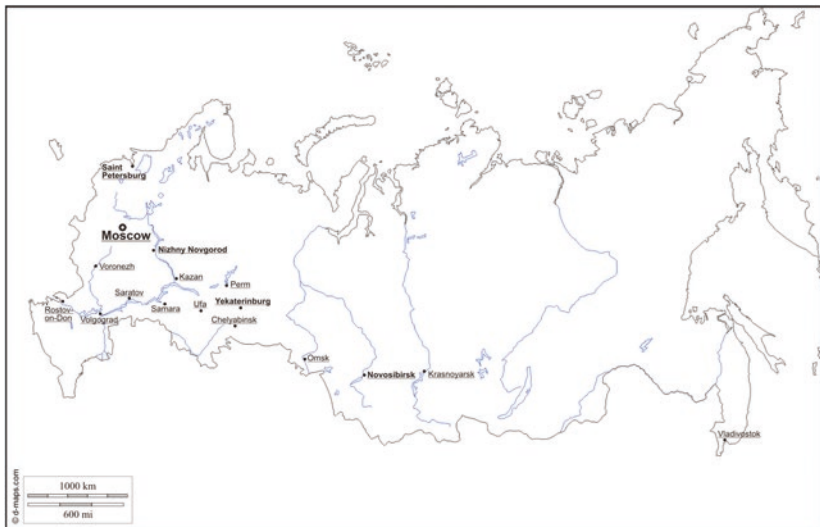 Saint
Petersburg
Moscow
Nizhny Novgorod
Voronezh
Kazan
Perm
Saratov
Yekaterinburg
Rostov-
on-Don
Volgograd
Samara
Ufa
Chelyabinsk
Omsk
Novosibirsk
Krasnoyarsk
Vladivostok
1000 km
600 mi
© d-maps.com